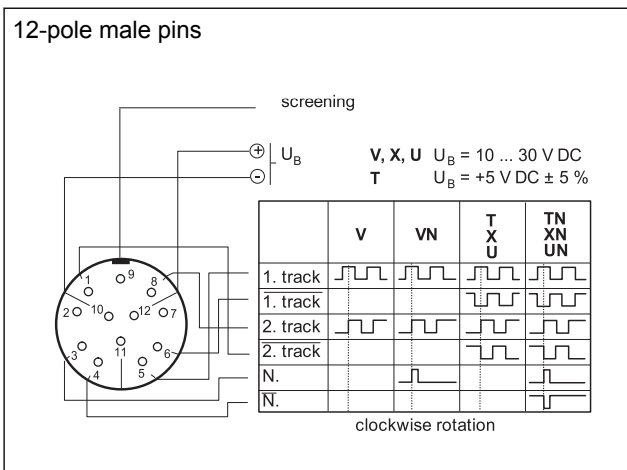 12-pole male pins
screening
+ U_B V, X, U U_B = 10 ... 30 V DC
- T U_B = +5 V DC ± 5 %
V VN T TN
X XN
U UN
1. track
1. track
2. track
2. track
N.
N.
9
1 8
2 10 12 7
3 11 6
4 5
clockwise rotation